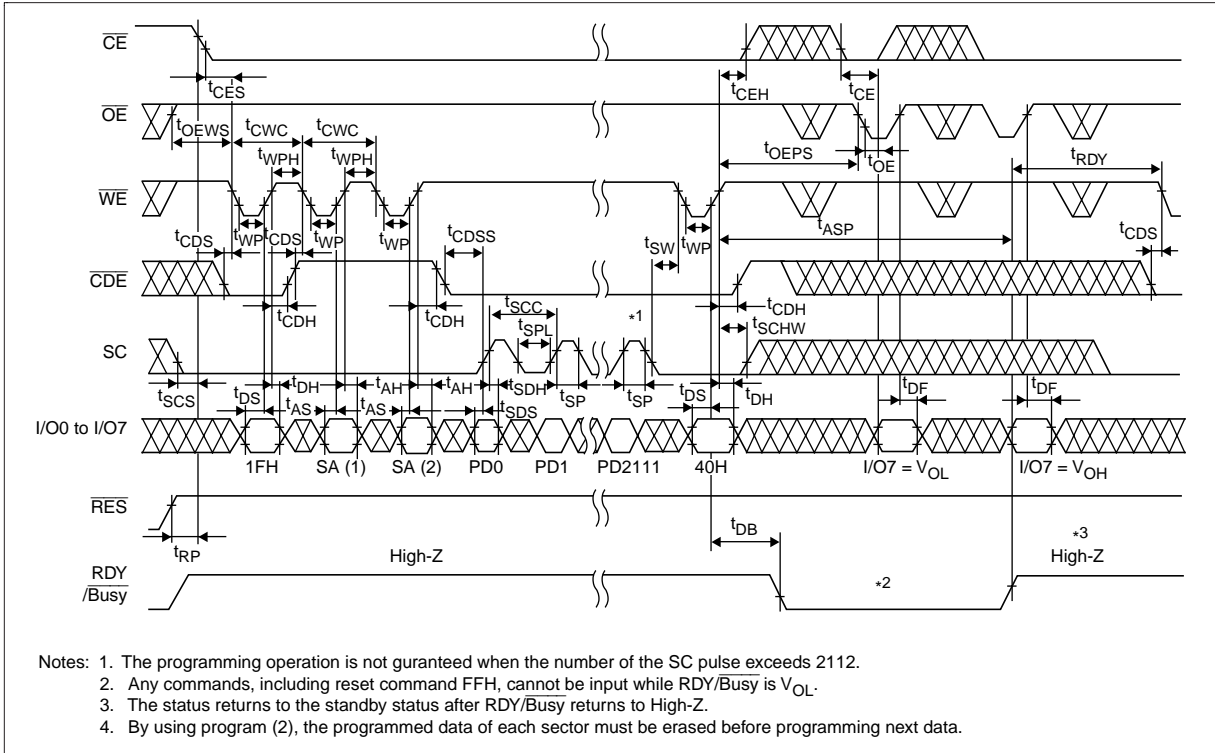 CE
tCES
tCEH
tCE
OE
tOEWS
tCWC
tCWC
tWPH
tWPH
tOEPS
tOE
tRDY
WE
tCDS
tWP
tCDS
tWP
tWP
tCDSS
tSW
tWP
tASP
tCDS
CDE
tCDH
tCDH
tSCC
tSPL
*1
tCDH
tSCHW
SC
tSCS
tDS
tDH
tAS
tAH
tAS
tAH
tSDH
tSDS
tSP
tSP
tDS
tDH
tDF
tDF
I/O0 to I/O7
1FH
SA (1)
SA (2)
PD0
PD1
PD2111
40H
I/O7 = VOL
I/O7 = VOH
RES
tRP
High-Z
tDB
*3
High-Z
RDY
/Busy
*2
Notes: 1. The programming operation is not guranteed when the number of the SC pulse exceeds 2112.
2. Any commands, including reset command FFH, cannot be input while RDY/Busy is VOL.
3. The status returns to the standby status after RDY/Busy returns to High-Z.
4. By using program (2), the programmed data of each sector must be erased before programming next data.